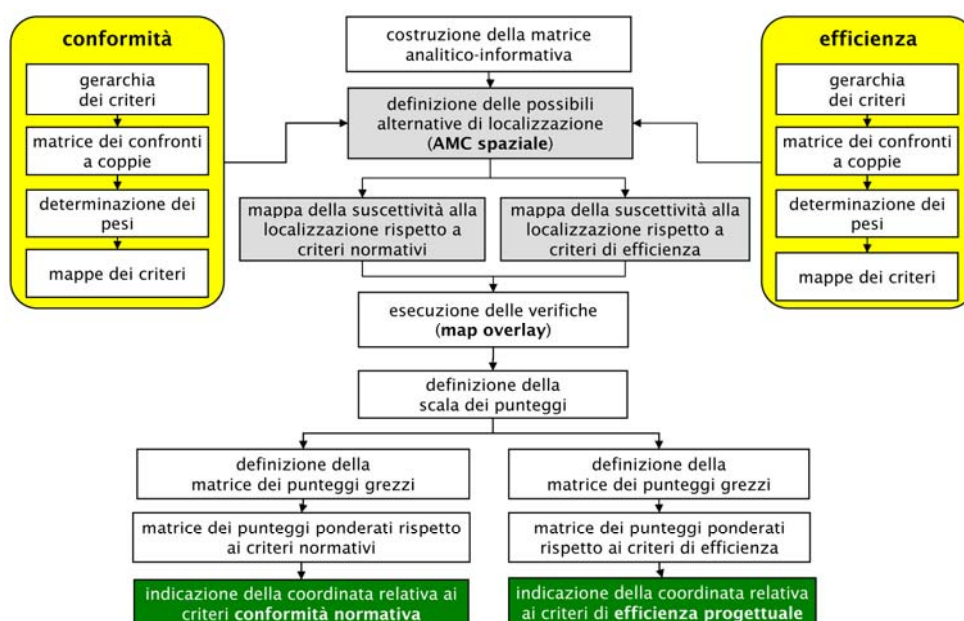 conformità
gerarchia
dei criteri
matrice dei confronti
a coppie
determinazione dei
pesi
mappe dei criteri
costruzione della matrice
analitico-informativa
definizione delle possibili
alternative di localizzazione
(AMC spaziale)
efficienza
gerarchia
dei criteri
matrice dei confronti
a coppie
determinazione dei
pesi
mappe dei criteri
mappa della suscettività alla
localizzazione rispetto a
criteri normativi
mappa della suscettività alla
localizzazione rispetto a
criteri di efficienza
esecuzione delle verifiche
(map overlay)
definizione della
scala dei punteggi
definizione della
matrice dei punteggi grezzi
matrice dei punteggi ponderati rispetto
ai criteri normativi
indicazione della coordinata relativa ai
criteri conformità normativa
definizione della
matrice dei punteggi grezzi
matrice dei punteggi ponderati
rispetto ai criteri di efficienza
indicazione della coordinata relativa
ai criteri di efficienza progettuale